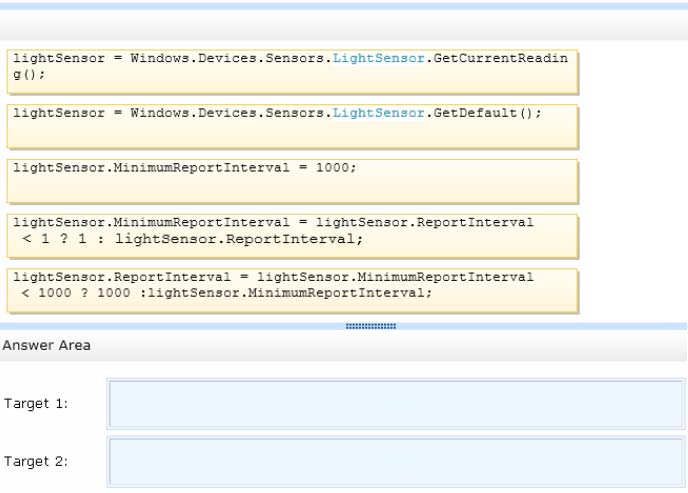 lightSensor = Windows.Devices.Sensors.LightSensor.GetCurrentReadin
g();
lightSensor = Windows.Devices.Sensors.LightSensor.GetDefault();
lightSensor.MinimumReportInterval = 1000;
lightSensor.MinimumReportInterval = lightSensor.ReportInterval
< 1 ? 1 : lightSensor.ReportInterval;
lightSensor.ReportInterval = lightSensor.MinimumReportInterval
< 1000 ? 1000 :lightSensor.MinimumReportInterval;
Answer Area
Target 1:
Target 2: